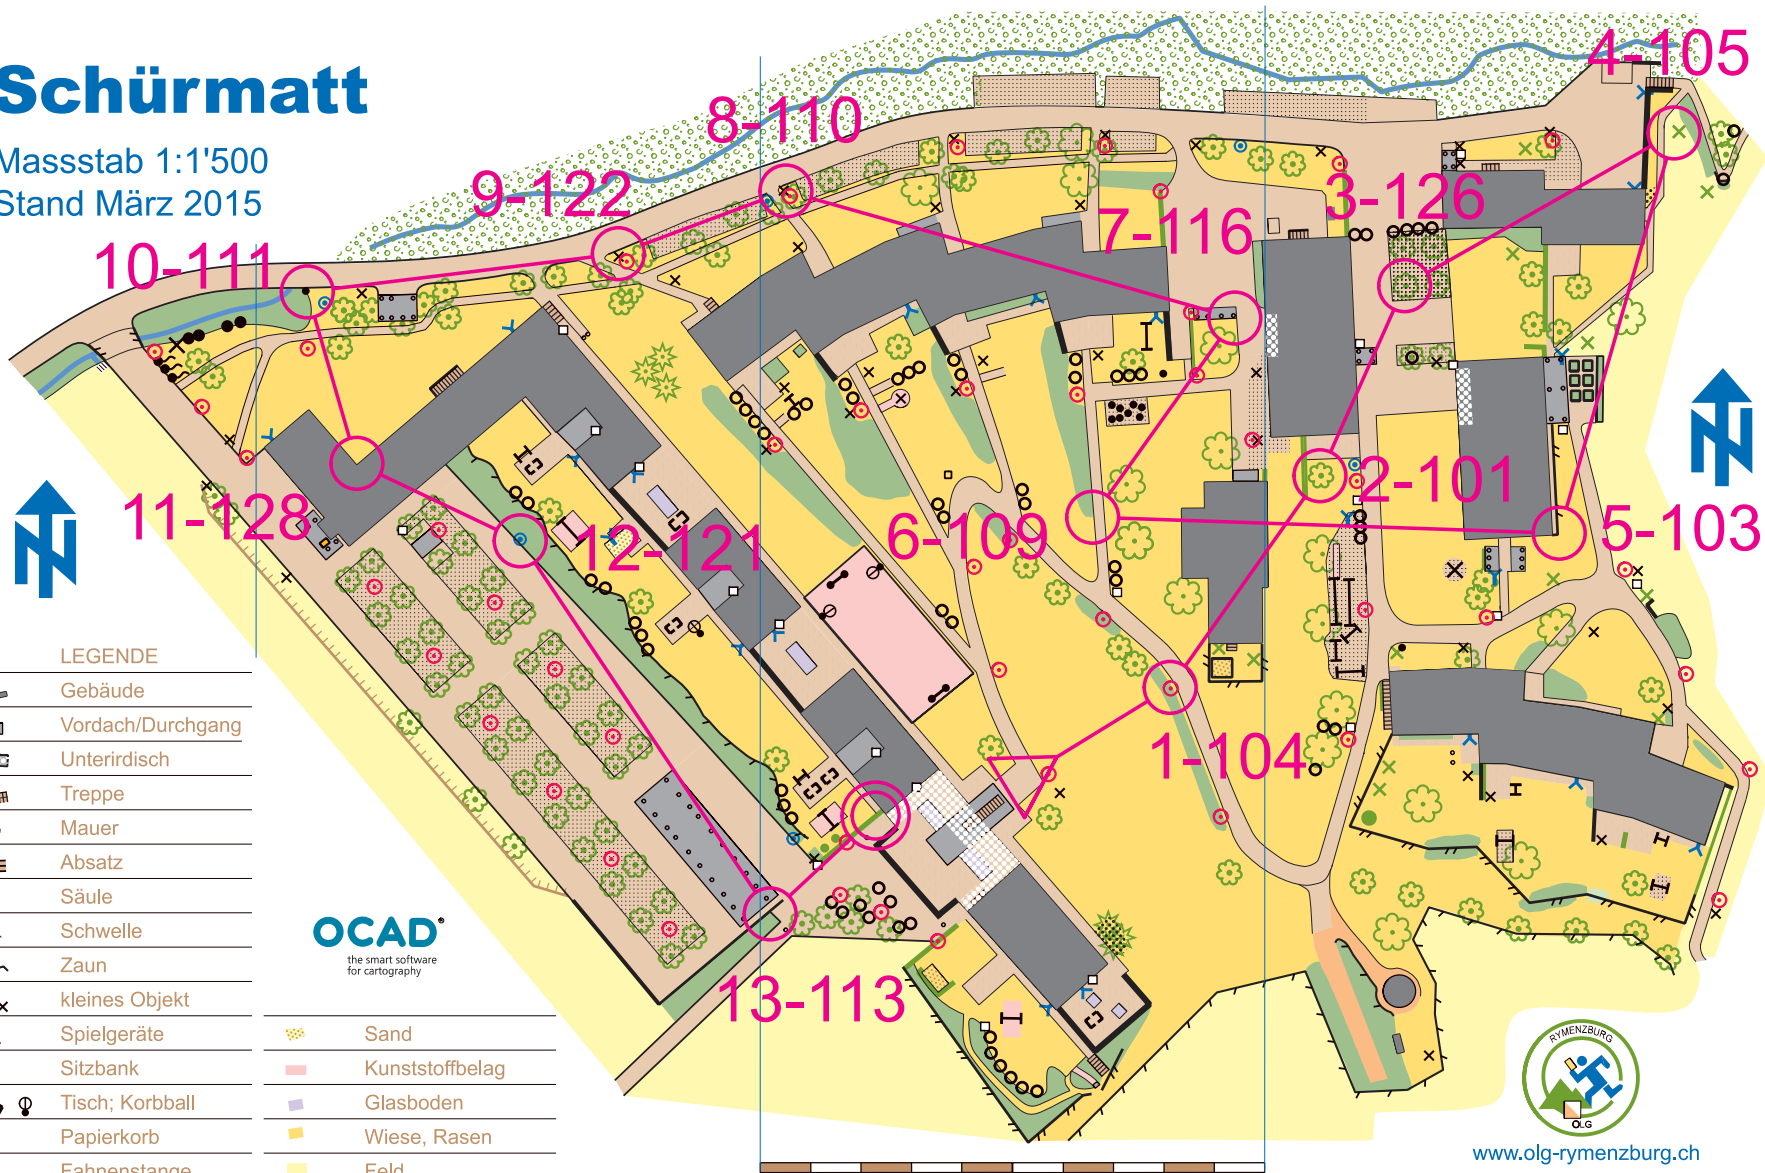 Schürmatt
Massstab 1:1'500
Stand März 2015
4-105
8-110
9-122
3-126
7-116
10-111
11-128
12-121
6-109
2-101
5-103
1-104
13-113
LEGENDE
Gebäude
Vordach/Durchgang
Unterirdisch
Treppe
Mauer
Absatz
Säule
Schwelle
Zaun
kleines Objekt
Spielgeräte
Sitzbank
Tisch; Korbball
Papierkorb
Fahnenstange
Sand
Kunststoffbelag
Glasboden
Wiese, Rasen
Feld
OCAD®
the smart software
for cartography
RYMENZBURG
OLG
www.olg-rymenzburg.ch